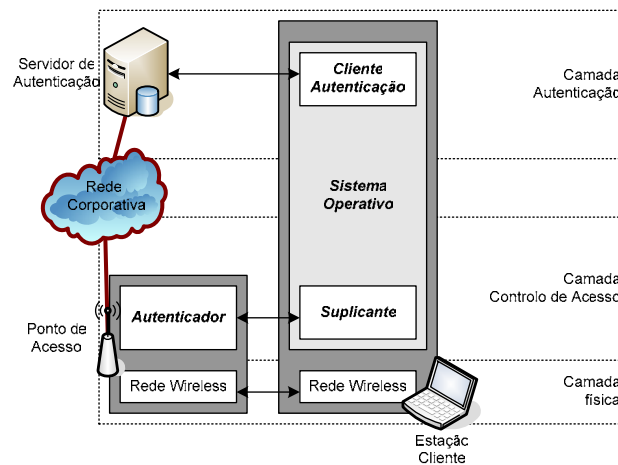 Servidor de
Autenticação
Cliente
Autenticação
Camada
Autenticação
Rede
Corporativa
Sistema
Operativo
Camada
Controlo de Acesso
Ponto de
Acesso
Autenticador
Suplicante
Rede Wireless
Rede Wireless
Camada
física
Estação
Cliente